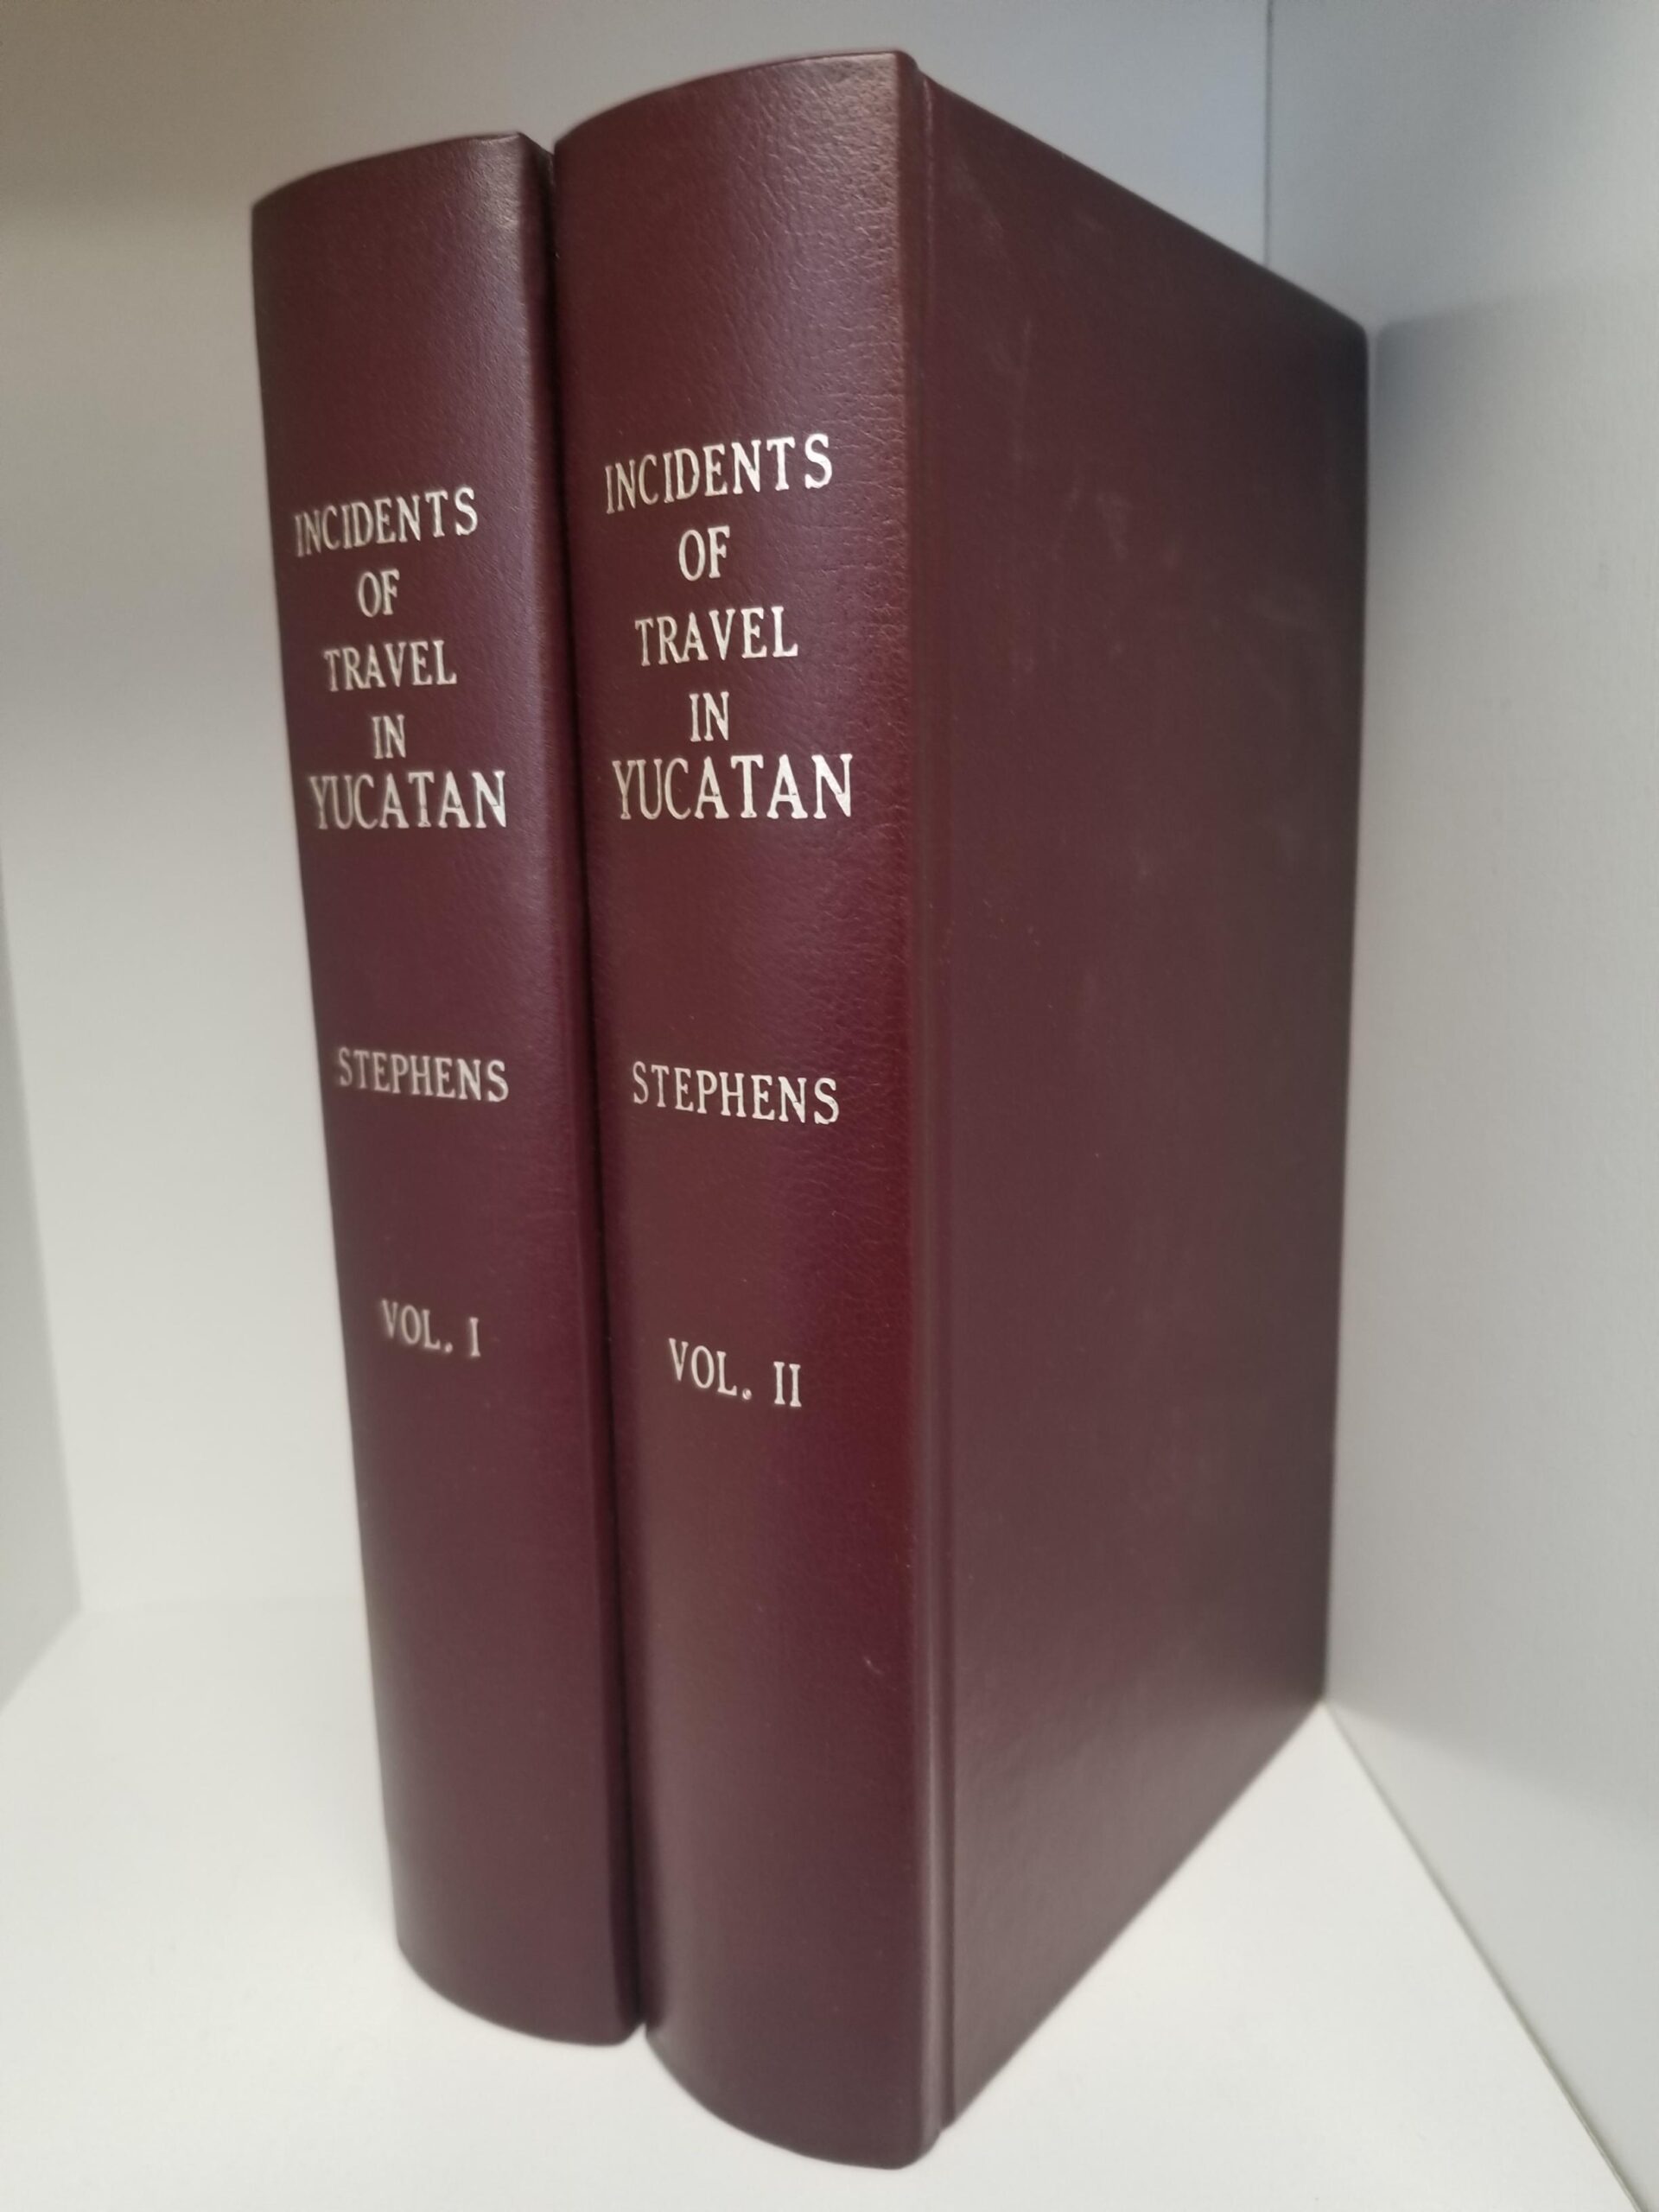 INCIDENTS
OF
TRAVEL
IN
YUCATAN
STEPHENS
VOL. I
INCIDENTS
OF
TRAVEL
IN
YUCATAN
STEPHENS
VOL. II